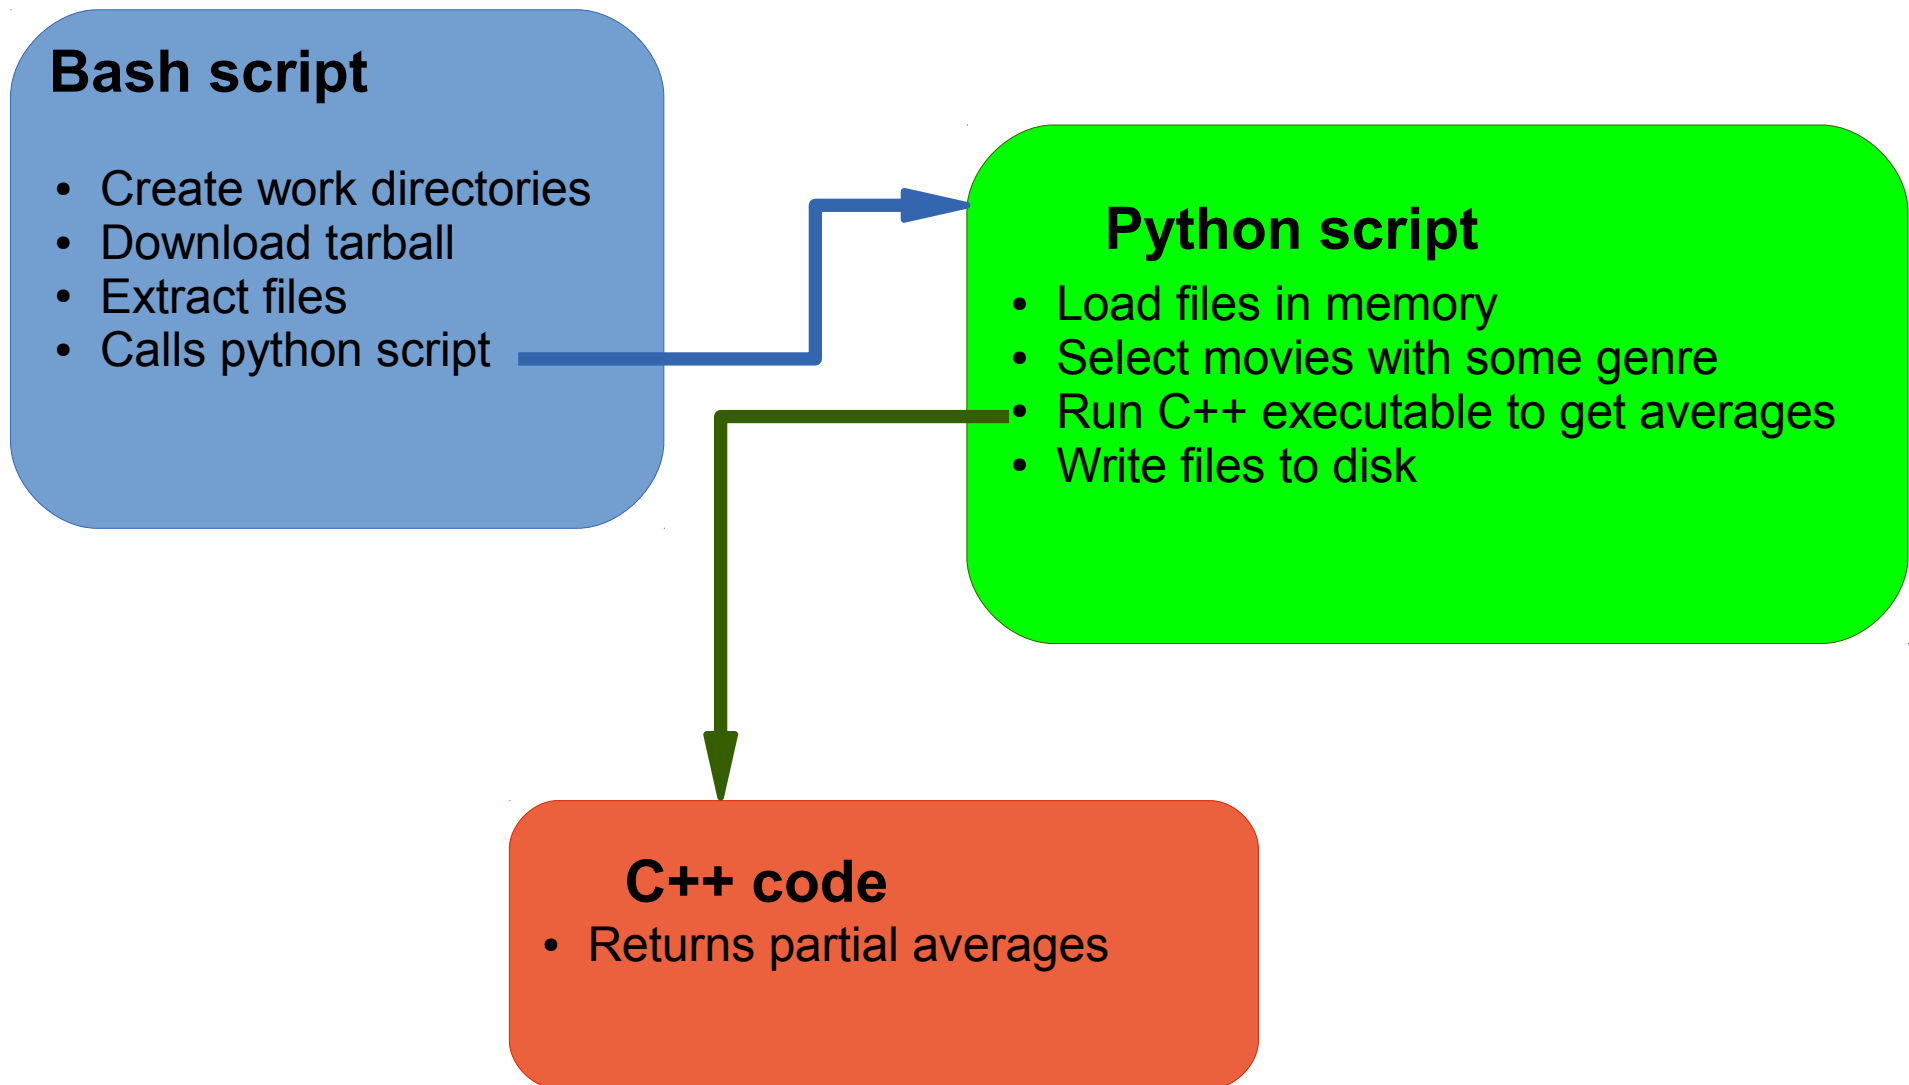 Bash script
• Create work directories
• Download tarball
• Extract files
• Calls python script
Python script
• Load files in memory
• Select movies with some genre
• Run C++ executable to get averages
• Write files to disk
C++ code
• Returns partial averages